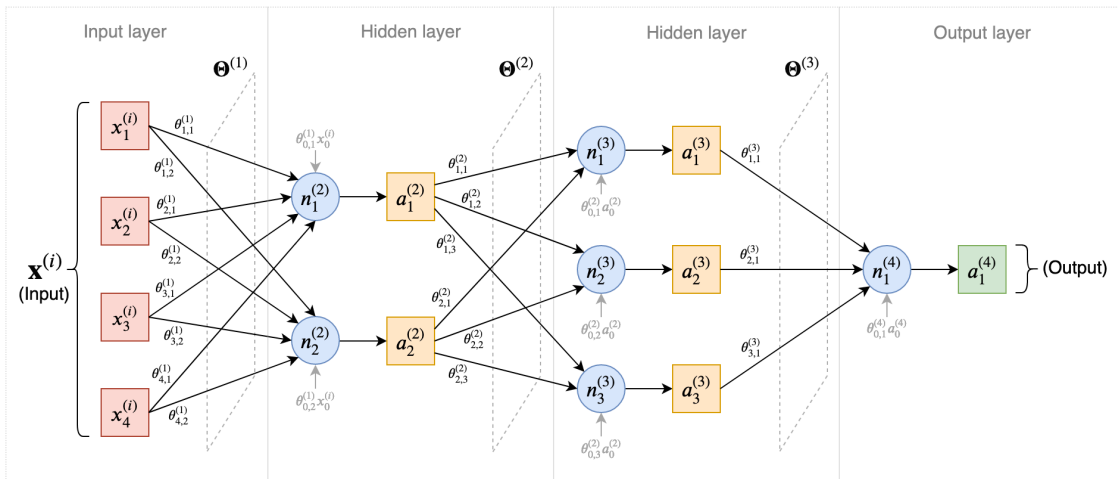 Input layer
Hidden layer
Hidden layer
Output layer
Θ⁽¹⁾
Θ⁽²⁾
Θ⁽³⁾
x₁⁽ⁱ⁾
x₂⁽ⁱ⁾
x₃⁽ⁱ⁾
x₄⁽ⁱ⁾
𝐱⁽ⁱ⁾
(Input)
θ₁,₁⁽¹⁾
θ₁,₂⁽¹⁾
θ₂,₁⁽¹⁾
θ₂,₂⁽¹⁾
θ₃,₁⁽¹⁾
θ₃,₂⁽¹⁾
θ₄,₁⁽¹⁾
θ₄,₂⁽¹⁾
θ₀,₁⁽¹⁾x₀⁽ⁱ⁾
n₁⁽²⁾
n₂⁽²⁾
θ₀,₂⁽¹⁾x₀⁽ⁱ⁾
a₁⁽²⁾
a₂⁽²⁾
θ₁,₁⁽²⁾
θ₁,₂⁽²⁾
θ₁,₃⁽²⁾
θ₂,₁⁽²⁾
θ₂,₂⁽²⁾
θ₂,₃⁽²⁾
n₁⁽³⁾
θ₀,₁⁽²⁾a₀⁽²⁾
n₂⁽³⁾
θ₀,₂⁽²⁾a₀⁽²⁾
n₃⁽³⁾
θ₀,₃⁽²⁾a₀⁽²⁾
a₁⁽³⁾
a₂⁽³⁾
a₃⁽³⁾
θ₁,₁⁽³⁾
θ₂,₁⁽³⁾
θ₃,₁⁽³⁾
n₁⁽⁴⁾
θ₀,₁⁽⁴⁾a₀⁽⁴⁾
a₁⁽⁴⁾
(Output)